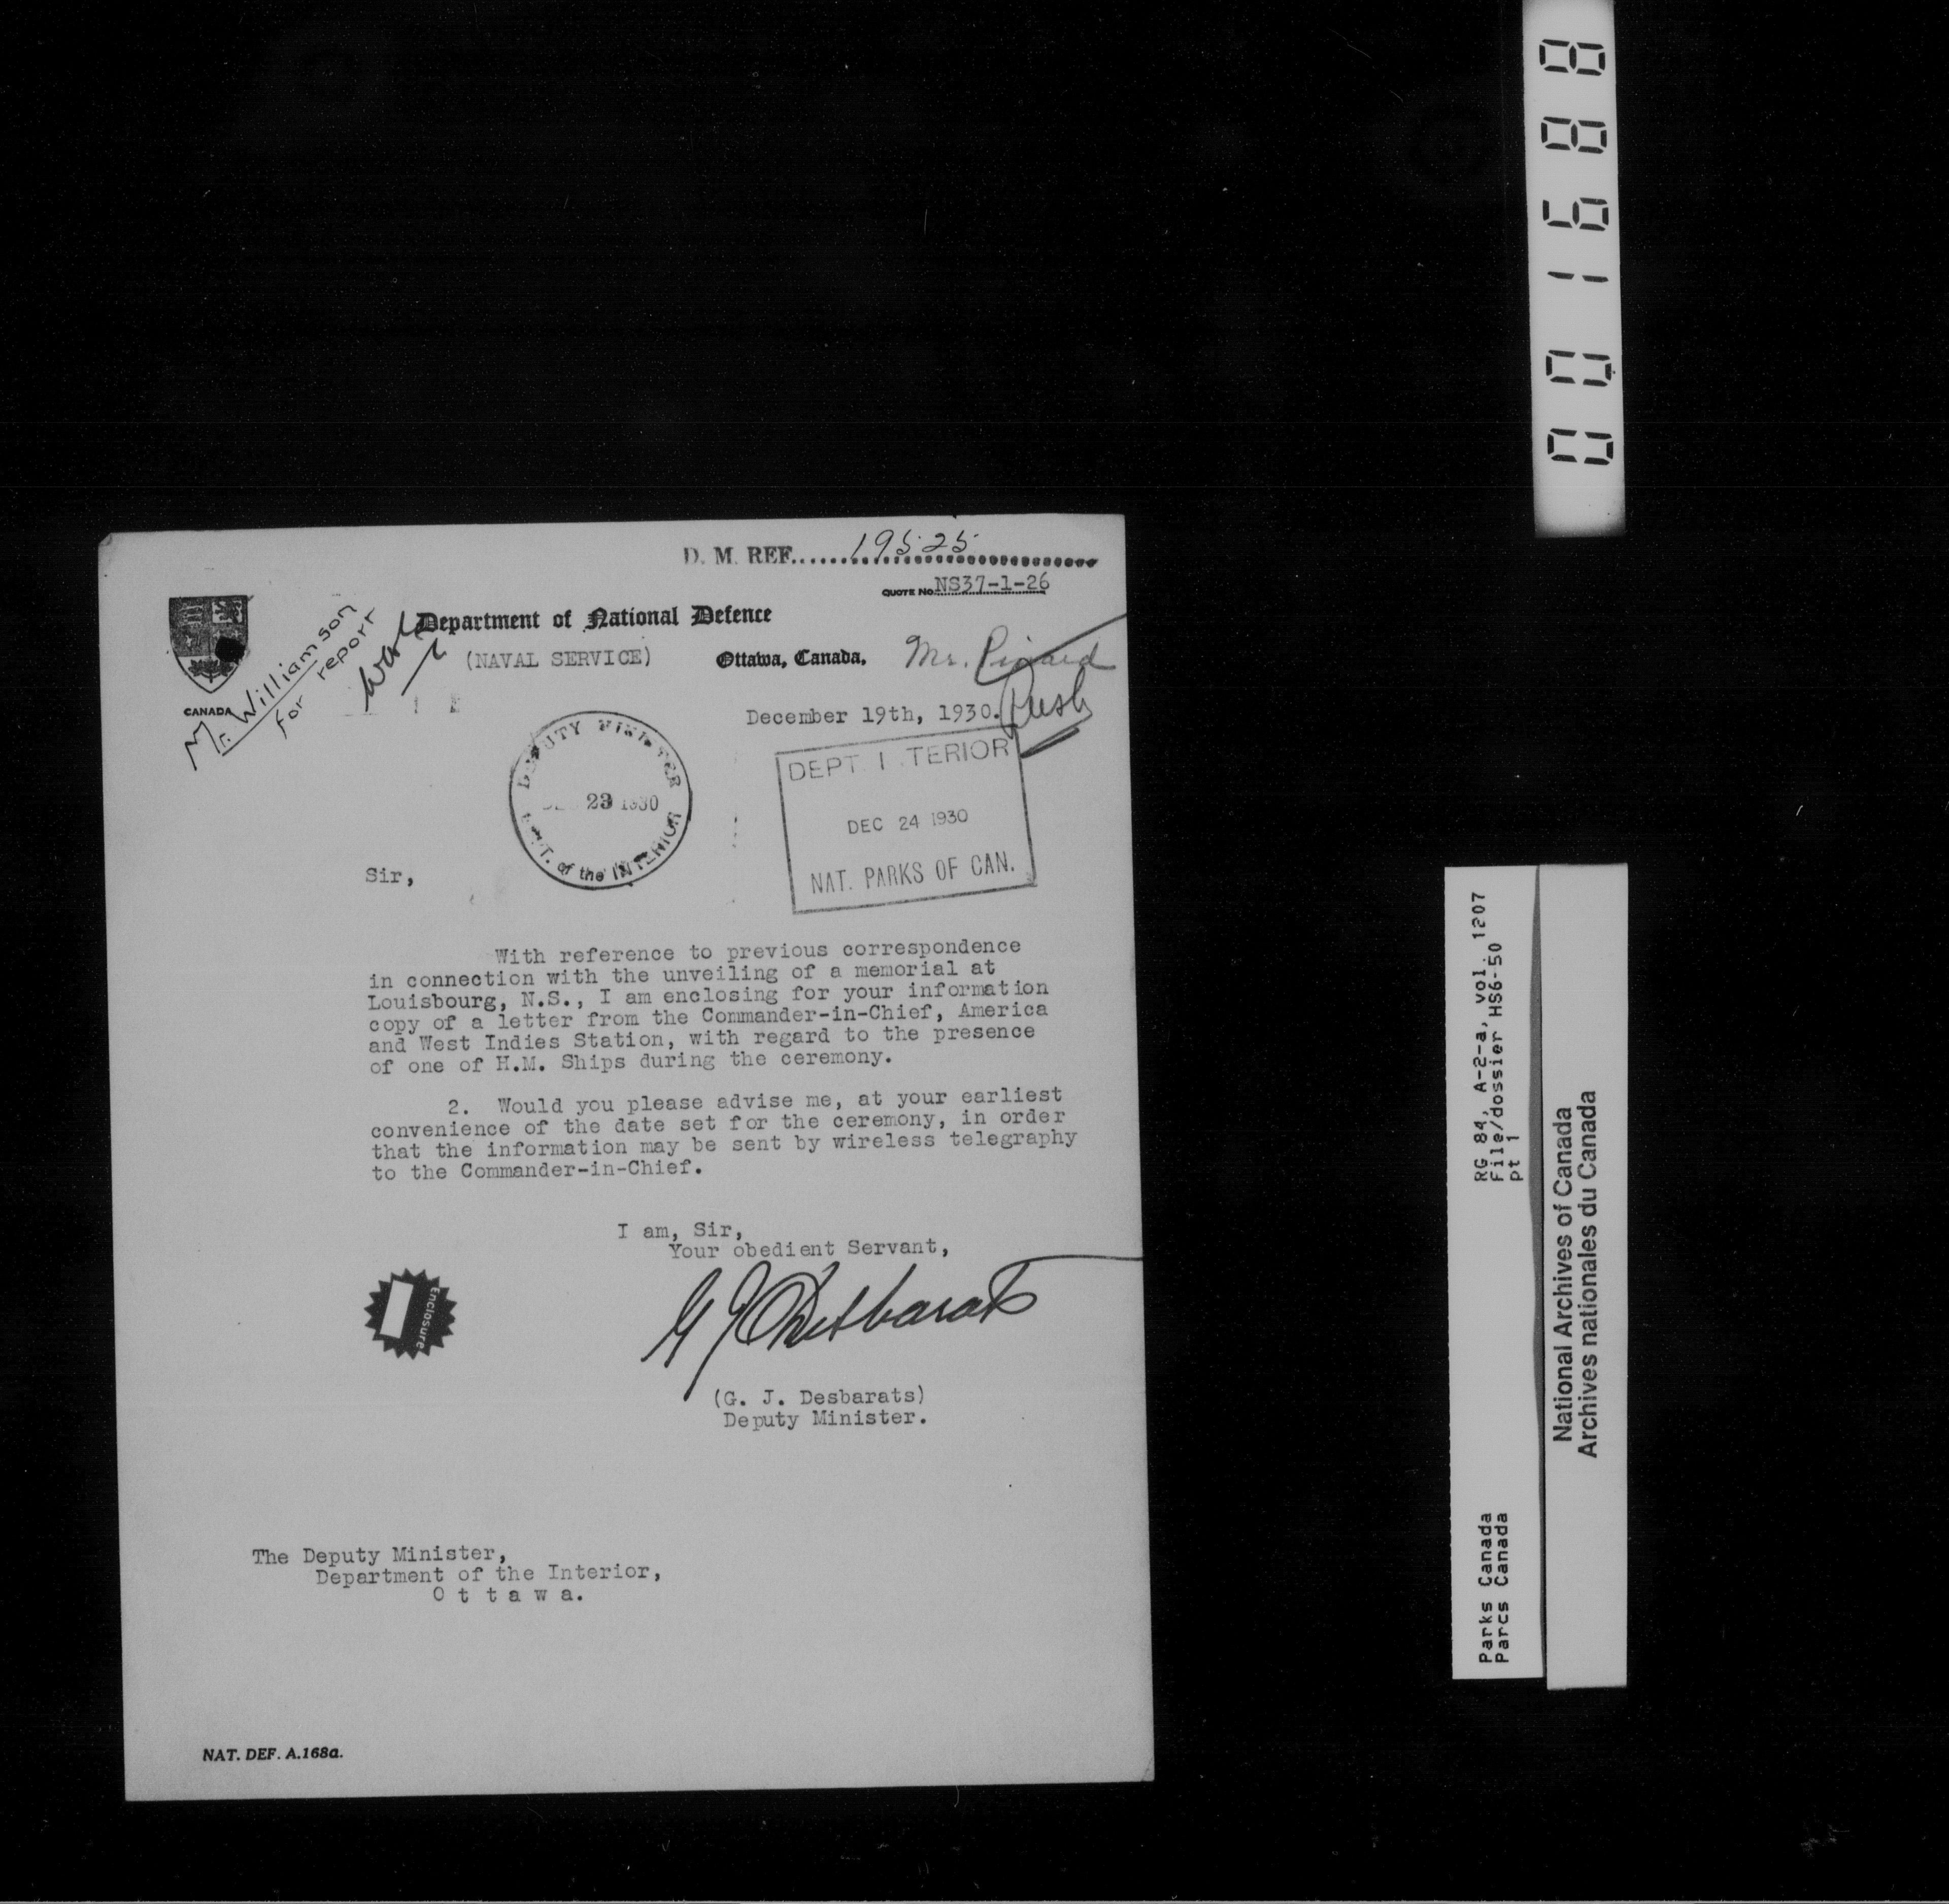 D. M. REF. 19525
QUOTE No. NS37-1-26
Department of National Defence
(NAVAL SERVICE)
Ottawa, Canada,
CANADA
Mr. Williamson
for report
Mr. Pinard
Rush
December 19th, 1930.
DEPUTY MINISTER
23 1930
DEPT. of the INTERIOR
DEPT I TERIOR
DEC 24 1930
NAT. PARKS OF CAN.
Sir,
With reference to previous correspondence
in connection with the unveiling of a memorial at
Louisbourg, N.S., I am enclosing for your information
copy of a letter from the Commander-in-Chief, America
and West Indies Station, with regard to the presence
of one of H.M. Ships during the ceremony.
2. Would you please advise me, at your earliest
convenience of the date set for the ceremony, in order
that the information may be sent by wireless telegraphy
to the Commander-in-Chief.
I am, Sir,
Your obedient Servant,
G J Desbarats
Enclosure
(G. J. Desbarats)
Deputy Minister.
The Deputy Minister,
Department of the Interior,
O t t a w a.
NAT. DEF. A.168a.
001688
RG 84, A-2-a, vol. 1207
File/dossier HS6-50
pt 1
Parks Canada
Parcs Canada
National Archives of Canada
Archives nationales du Canada